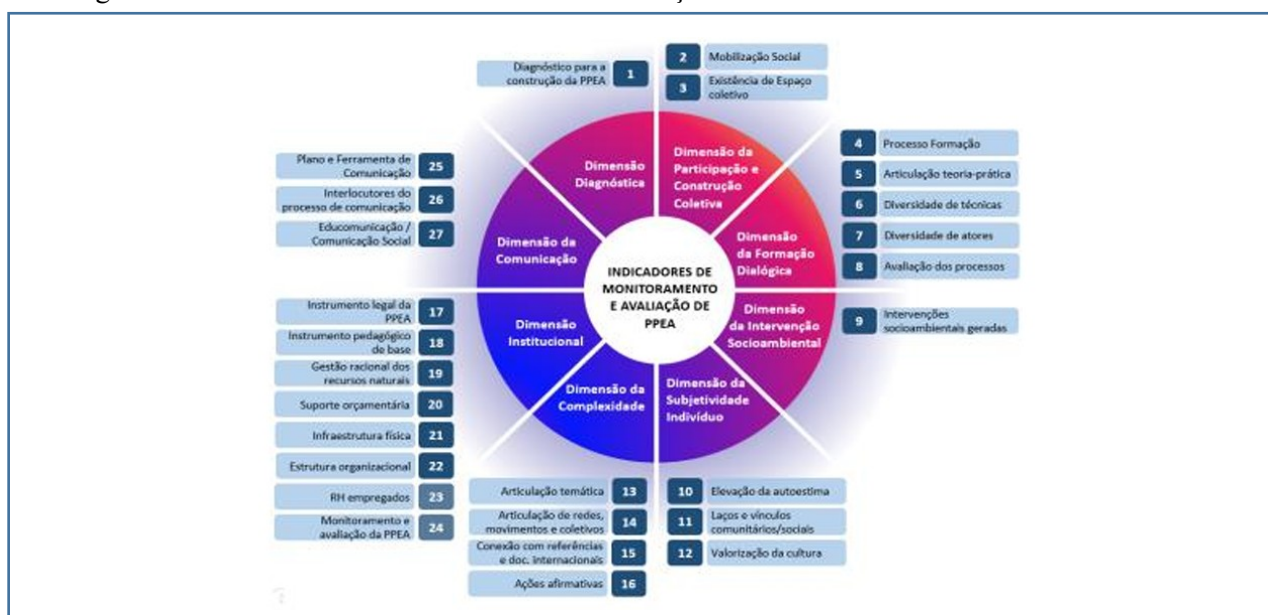 Diagnóstico para a
construção da PPEA
1
2
Mobilização Social
3
Existência de Espaço
coletivo
4
Processo Formação
5
Articulação teoria-prática
6
Diversidade de técnicas
7
Diversidade de atores
8
Avaliação dos processos
9
Intervenções
socioambientais geradas
10
Elevação da autoestima
11
Laços e vínculos
comunitários/sociais
12
Valorização da cultura
Articulação temática
13
Articulação de redes,
movimentos e coletivos
14
Conexão com referências
e doc. internacionais
15
Ações afirmativas
16
Instrumento legal da
PPEA
17
Instrumento pedagógico
de base
18
Gestão racional dos
recursos naturais
19
Suporte orçamentária
20
Infraestrutura física
21
Estrutura organizacional
22
RH empregados
23
Monitoramento e
avaliação da PPEA
24
Plano e Ferramenta de
Comunicação
25
Interlocutores do
processo de comunicação
26
Educomunicação /
Comunicação Social
27
Dimensão
Diagnóstica
Dimensão da
Participação e
Construção
Coletiva
Dimensão
da Formação
Dialógica
Dimensão
da Intervenção
Socioambiental
Dimensão da
Subjetividade
Indivíduo
Dimensão da
Complexidade
Dimensão
Institucional
Dimensão da
Comunicação
INDICADORES DE
MONITORAMENTO
E AVALIAÇÃO DE
PPEA